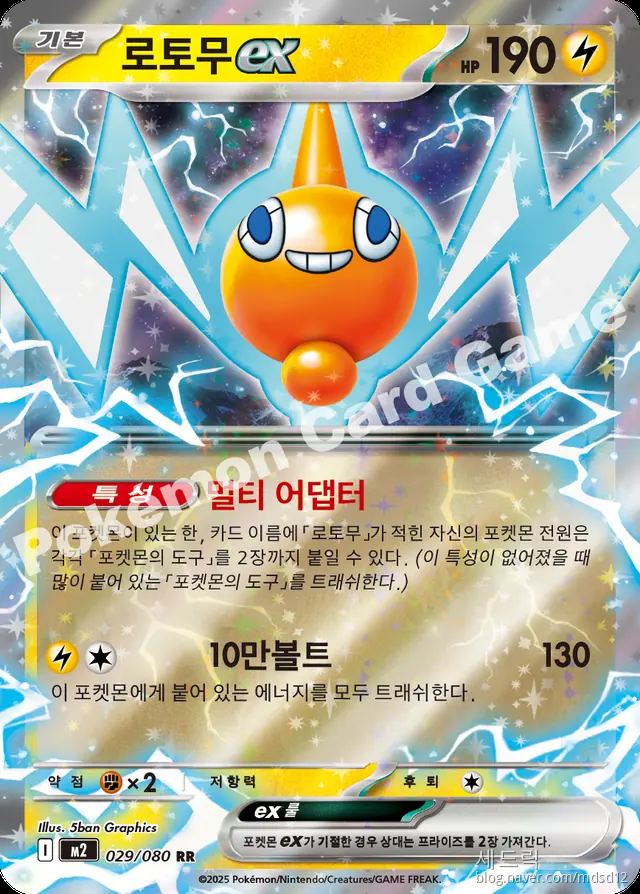 기본 로토무ex HP 190
Pokémon Card Game
특성 멀티 어댑터
이 포켓몬이 있는 한, 카드 이름에 「로토무」가 적힌 자신의 포켓몬 전원은
각각 「포켓몬의 도구」를 2장까지 붙일 수 있다. (이 특성이 없어졌을 때
많이 붙어 있는 「포켓몬의 도구」를 트래쉬한다.)
10만볼트 130
이 포켓몬에게 붙어 있는 에너지를 모두 트래쉬한다.
약점 ×2 저항력 후퇴
ex룰
포켓몬 ex가 기절한 경우 상대는 프라이즈를 2장 가져간다.
Illus. 5ban Graphics
I M2 029/080 RR
세드릭
blog.naver.com/mdsd12
©2025 Pokémon/Nintendo/Creatures/GAME FREAK.